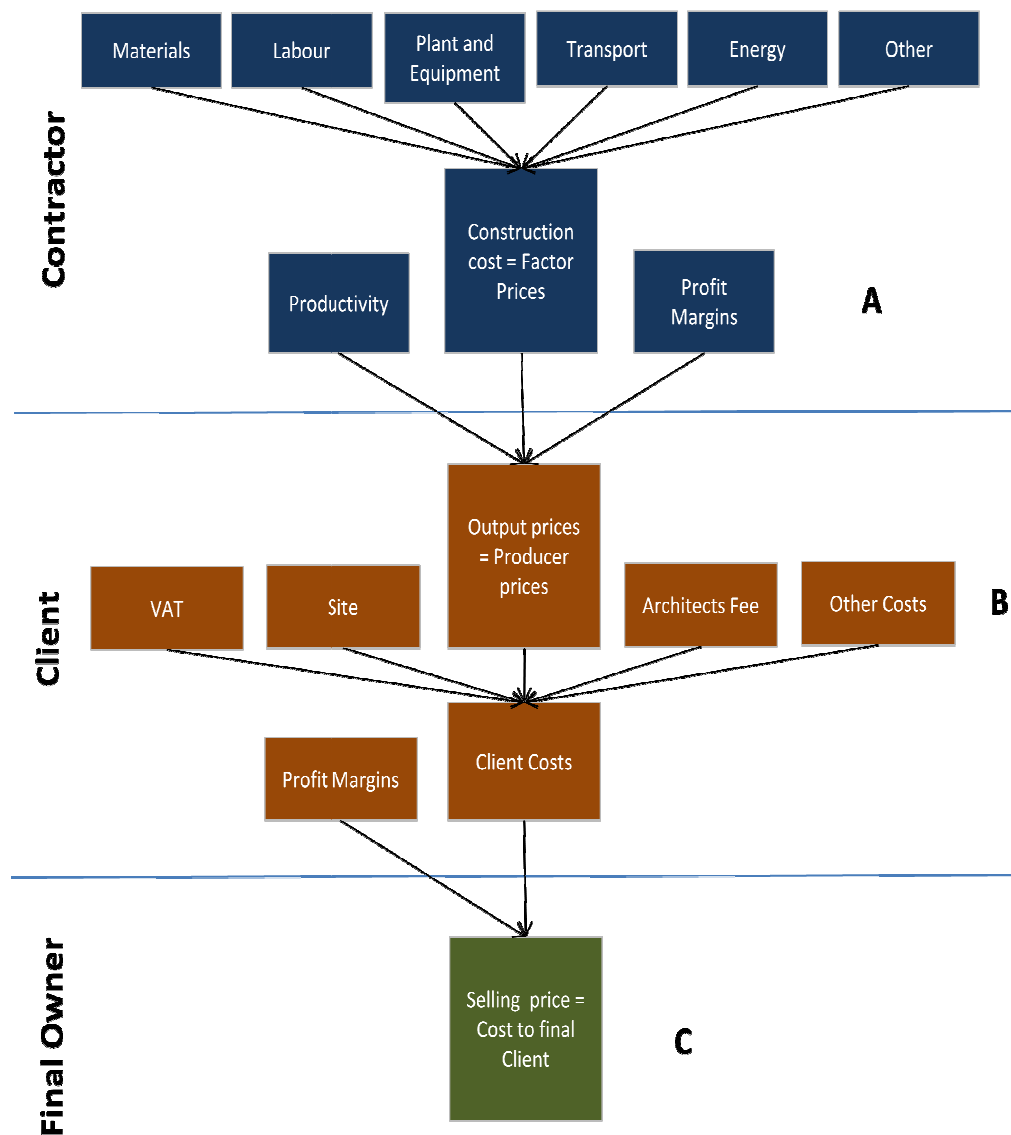 Materials
Labour
Plant and
Equipment
Transport
Energy
Other
Contractor
Construction
cost = Factor
Prices
Productivity
Profit
Margins
A
Client
Output prices
= Producer
prices
VAT
Site
Architects Fee
Other Costs
B
Profit Margins
Client Costs
Final Owner
Selling price =
Cost to final
Client
C